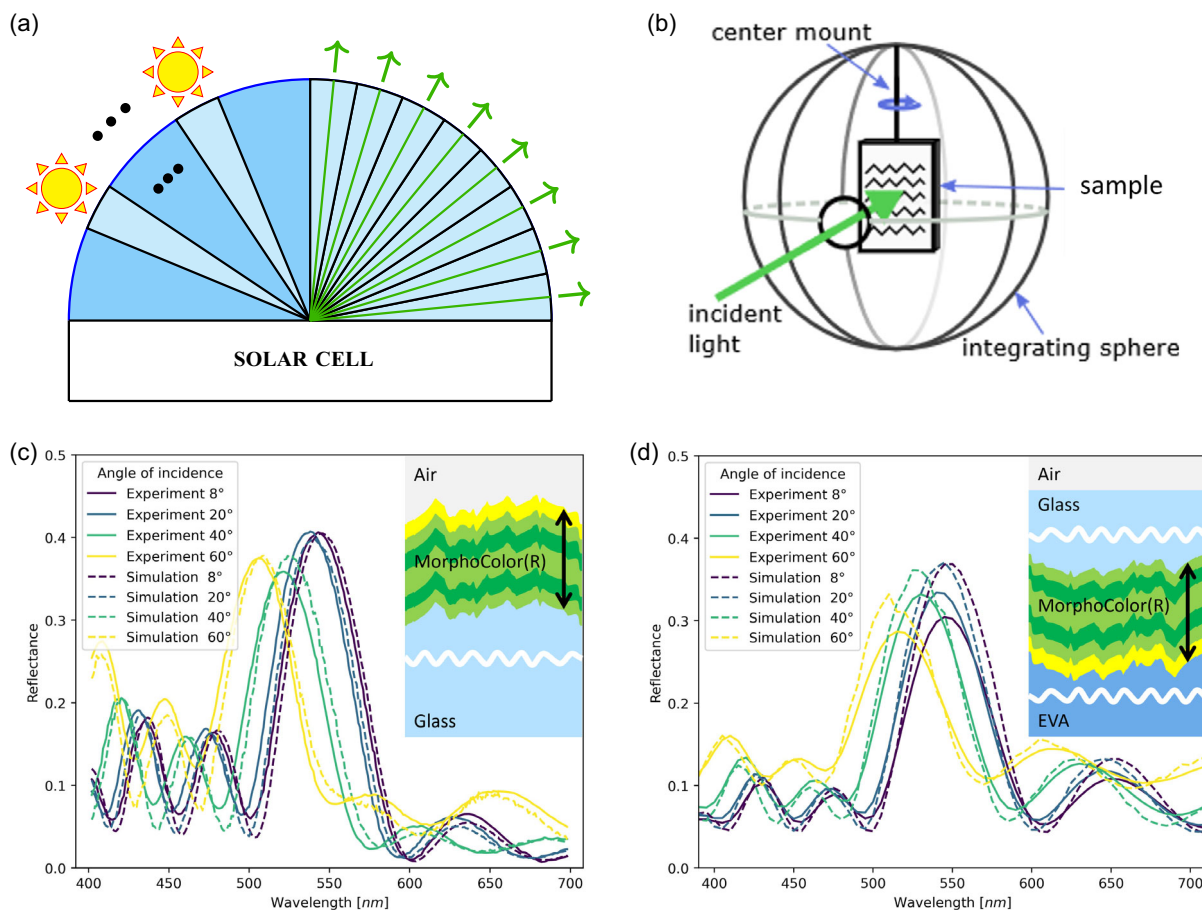 (a)
SOLAR CELL
(b)
center mount
sample
incident
light
integrating sphere
(c)
Reflectance
0.5
0.4
0.3
0.2
0.1
0.0
Angle of incidence
Experiment 8°
Experiment 20°
Experiment 40°
Experiment 60°
Simulation 8°
Simulation 20°
Simulation 40°
Simulation 60°
Air
MorphoColor(R)
Glass
400 450 500 550 600 650 700
Wavelength [nm]
(d)
Reflectance
0.5
0.4
0.3
0.2
0.1
0.0
Angle of incidence
Experiment 8°
Experiment 20°
Experiment 40°
Experiment 60°
Simulation 8°
Simulation 20°
Simulation 40°
Simulation 60°
Air
Glass
MorphoColor(R)
EVA
400 450 500 550 600 650 700
Wavelength [nm]